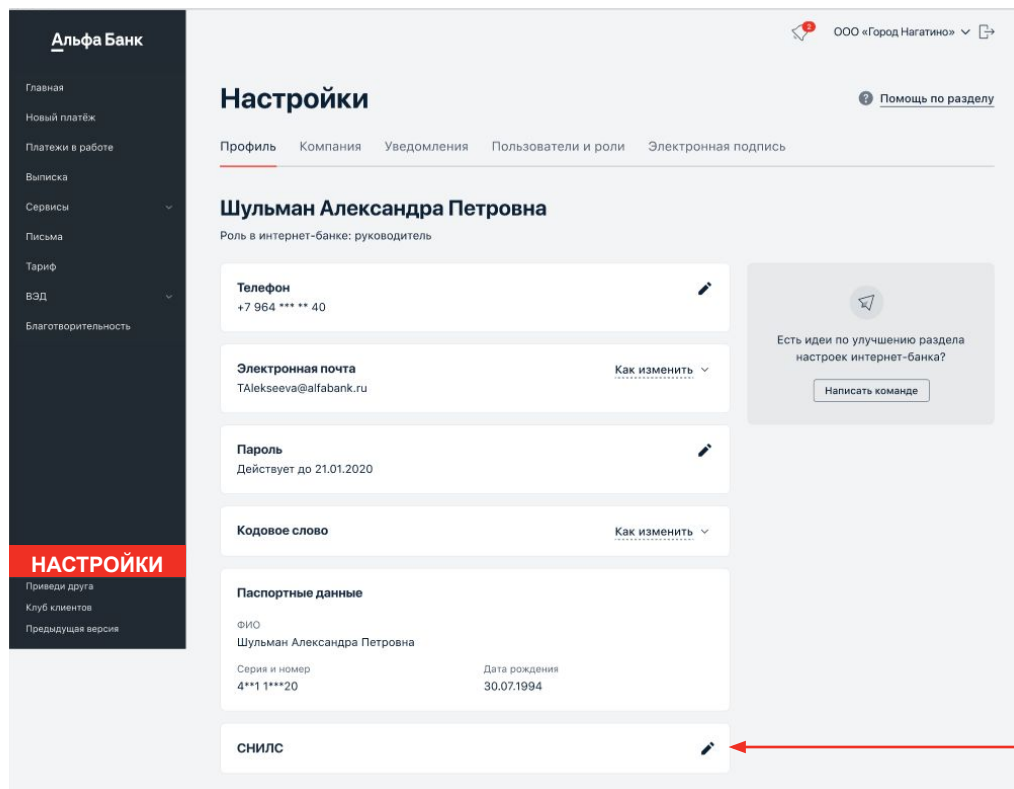 Альфа Банк
2
ООО «Город Нагатино»
Главная
Новый платёж
Платежи в работе
Выписка
Сервисы
Письма
Тариф
ВЭД
Благотворительность
НАСТРОЙКИ
Приведи друга
Клуб клиентов
Предыдущая версия
Настройки
Помощь по разделу
Профиль Компания Уведомления Пользователи и роли Электронная подпись
Шульман Александра Петровна
Роль в интернет-банке: руководитель
Телефон
+7 964 *** ** 40
Электронная почта
Как изменить
TAlekseeva@alfabank.ru
Пароль
Действует до 21.01.2020
Кодовое слово
Как изменить
Паспортные данные
ФИО
Шульман Александра Петровна
Серия и номер
Дата рождения
4**1 1***20
30.07.1994
СНИЛС
?
Есть идеи по улучшению раздела
настроек интернет-банка?
Написать команде